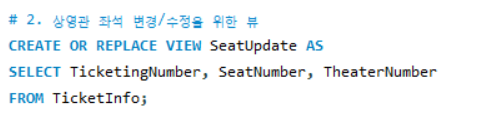 # 2. 상영관 좌석 변경/수정을 위한 뷰
CREATE OR REPLACE VIEW SeatUpdate AS
SELECT TicketingNumber, SeatNumber, TheaterNumber
FROM TicketInfo;